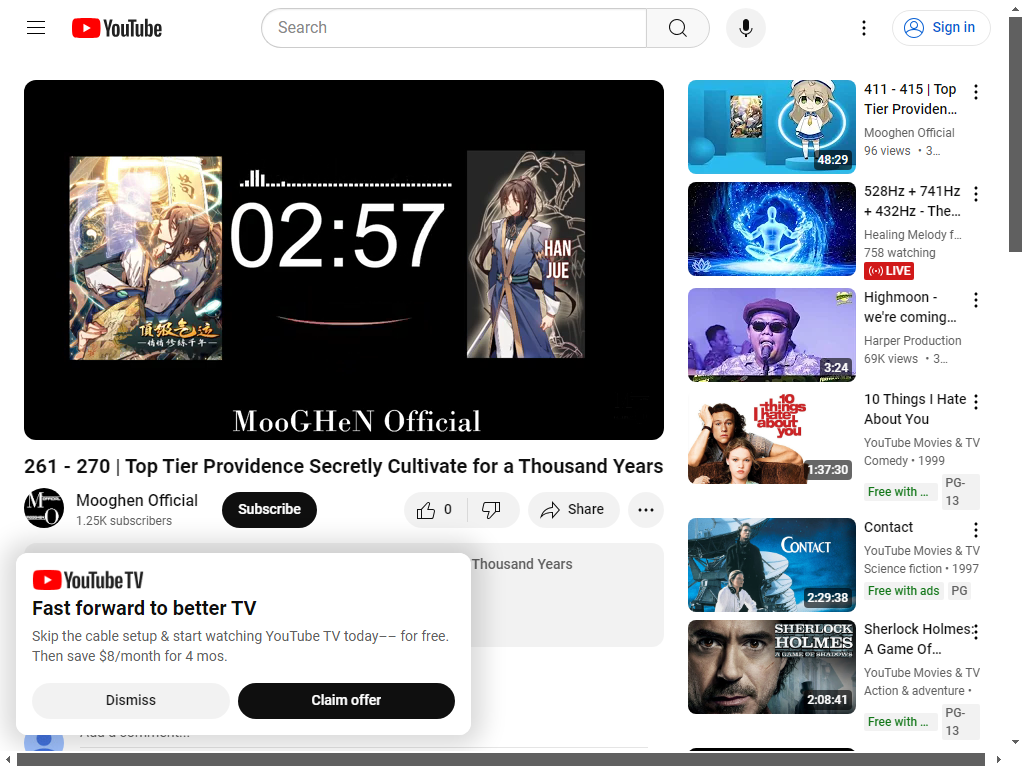 YouTube
Search
Sign in
02:57
HAN
JUE
MooGHeN Official
261 - 270 | Top Tier Providence Secretly Cultivate for a Thousand Years
Mooghen Official
1.25K subscribers
Subscribe
0
Share
Thousand Years
YouTube TV
Fast forward to better TV
Skip the cable setup & start watching YouTube TV today–– for free.
Then save $8/month for 4 mos.
Dismiss
Claim offer
Add a comment...
48:29
411 - 415 | Top
Tier Providen...
Mooghen Official
96 views • 3...
528Hz + 741Hz
+ 432Hz - The...
Healing Melody f...
758 watching
LIVE
3:24
Highmoon -
we're coming...
Harper Production
69K views • 3...
10
things
i hate
about
you
1:37:30
10 Things I Hate
About You
YouTube Movies & TV
Comedy • 1999
Free with ...
PG-
13
CONTACT
2:29:38
Contact
YouTube Movies & TV
Science fiction • 1997
Free with ads
PG
SHERLOCK
HOLMES
A GAME OF SHADOWS
2:08:41
Sherlock Holmes:
A Game Of...
YouTube Movies & TV
Action & adventure •
Free with ...
PG-
13